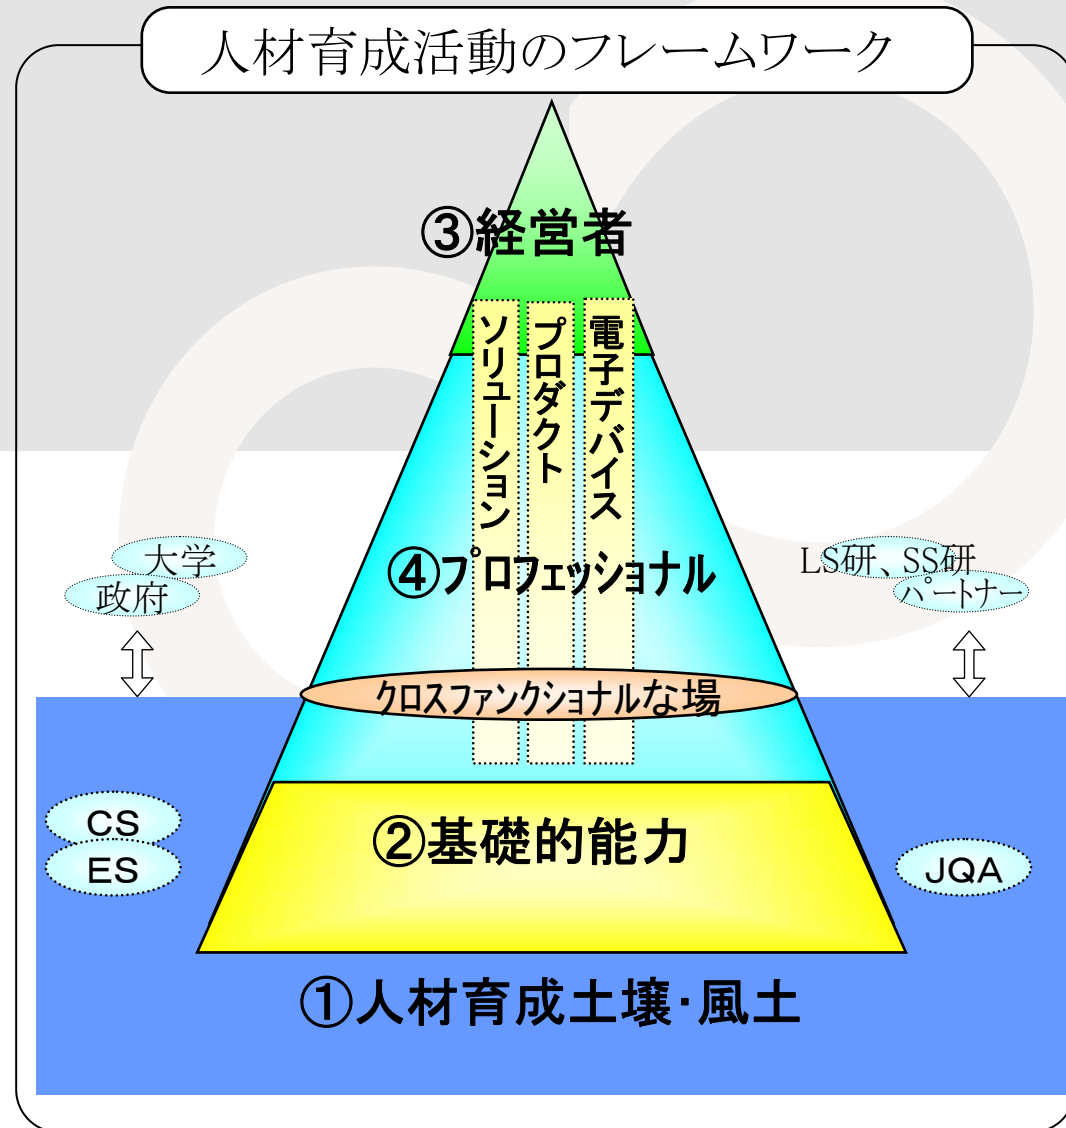 人材育成活動のフレームワーク
③経営者
ソリューション
プロダクト
電子デバイス
大学
政府
④プロフェッショナル
LS研、SS研
パートナー
クロスファンクショナルな場
CS
ES
②基礎的能力
JQA
①人材育成土壌・風土